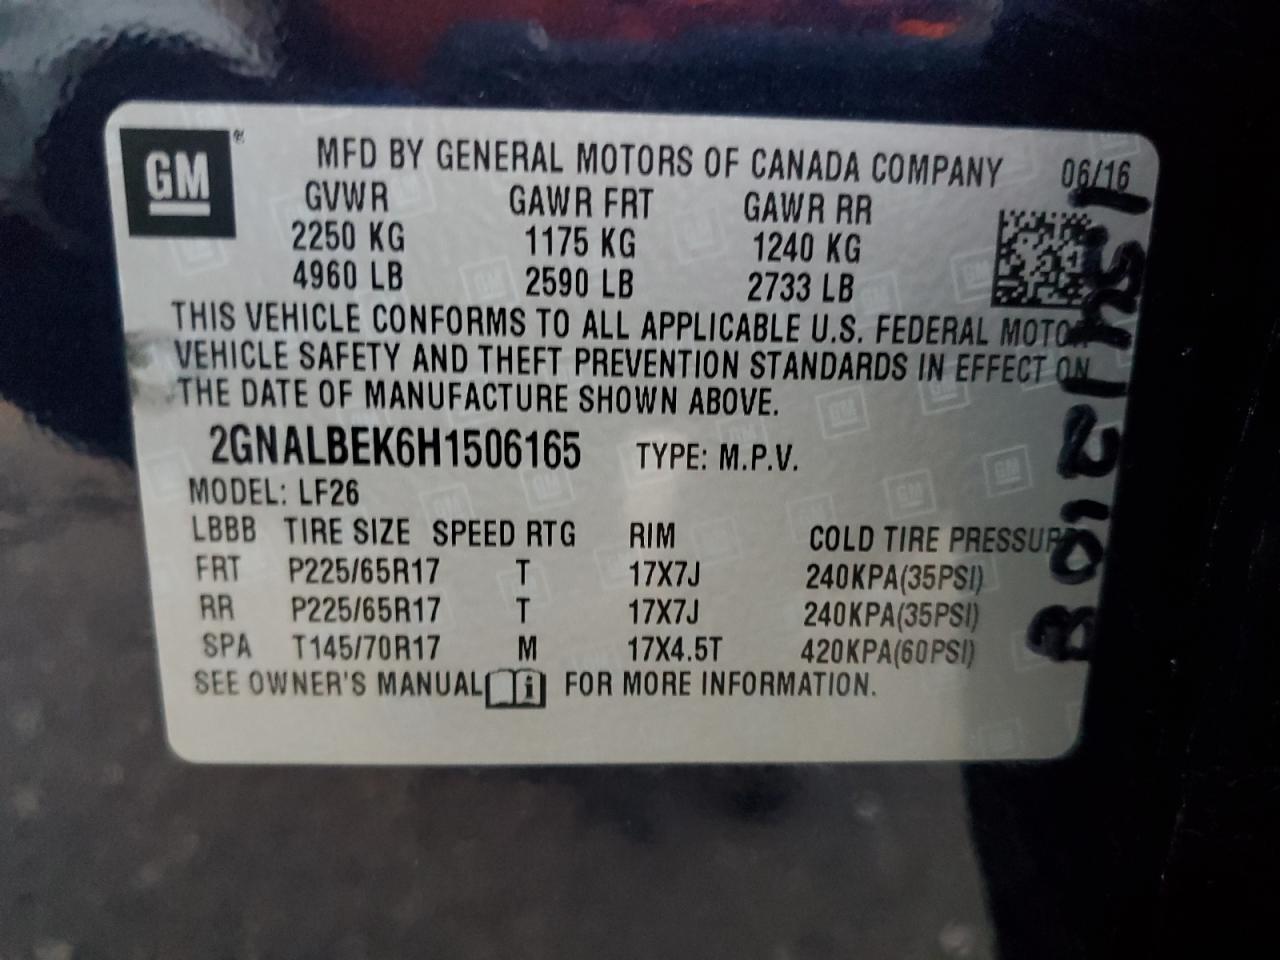 GM
MFD BY GENERAL MOTORS OF CANADA COMPANY 06/16
GVWR GAWR FRT GAWR RR
2250 KG 1175 KG 1240 KG
4960 LB 2590 LB 2733 LB
THIS VEHICLE CONFORMS TO ALL APPLICABLE U.S. FEDERAL MOTOR
VEHICLE SAFETY AND THEFT PREVENTION STANDARDS IN EFFECT ON
THE DATE OF MANUFACTURE SHOWN ABOVE.
2GNALBEK6H1506165 TYPE: M.P.V.
MODEL: LF26
LBBB TIRE SIZE SPEED RTG RIM COLD TIRE PRESSURE
FRT P225/65R17 T 17X7J 240KPA(35PSI)
RR P225/65R17 T 17X7J 240KPA(35PSI)
SPA T145/70R17 M 17X4.5T 420KPA(60PSI)
SEE OWNER'S MANUAL i FOR MORE INFORMATION.